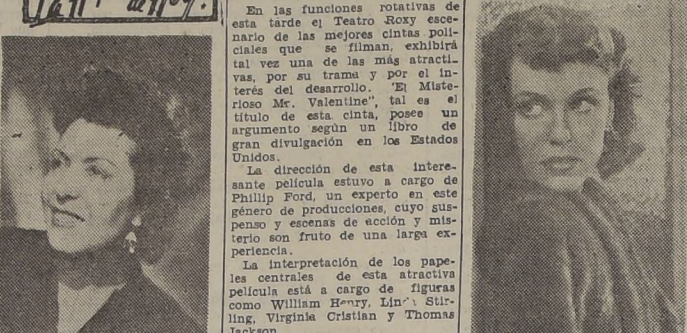 En las funciones rotativas de
esta tarde el Teatro Roxy esce-
nario de las mejores cintas poli-
ciales que se filman, exhibirá
tal vez una de las más atracti-
vas, por su trama y por el in-
terés del desarrollo. 'El Miste-
rioso Mr. Valentine", tal es el
título de esta cinta, posee un
argumento según un libro de
gran divulgación en los Estados
Unidos.
La dirección de esta intere-
sante película estuvo a cargo de
Phillip Ford, un experto en este
género de producciones, cuyo sus-
penso y escenas de acción y mis-
terio son fruto de una larga ex-
periencia.
La interpretación de los pape-
les centrales de esta atractiva
película está a cargo de figuras
como William Henry, Linda Stir-
ling, Virginia Cristian y Thomas
Jackson